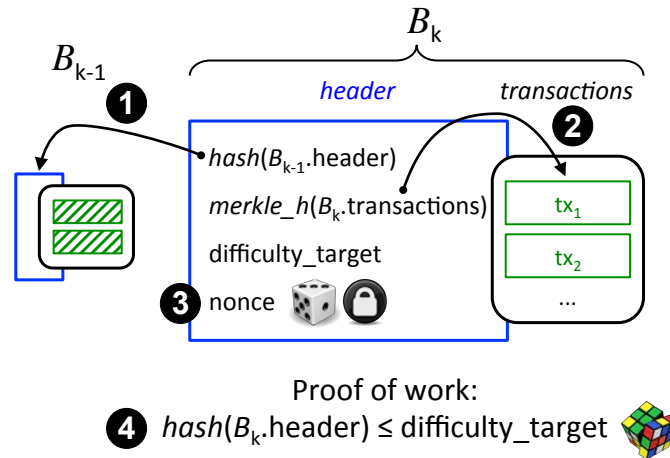 B_k
B_k-1
header
transactions
1
2
hash(B_k-1.header)
merkle_h(B_k.transactions)
tx_1
difficulty_target
tx_2
3
nonce
...
Proof of work:
4 hash(B_k.header) ≤ difficulty_target